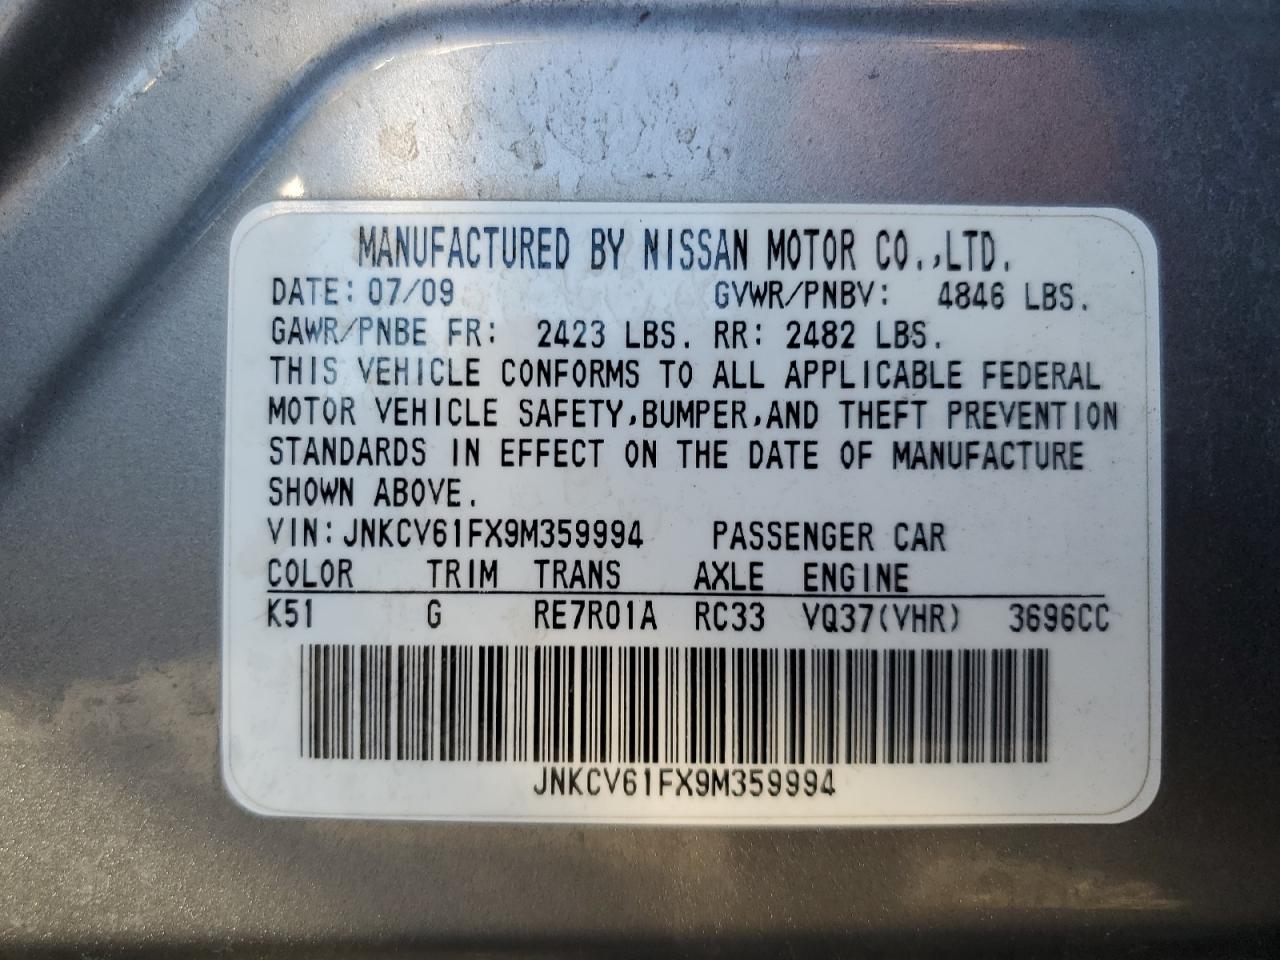 MANUFACTURED BY NISSAN MOTOR CO.,LTD.
DATE: 07/09 GVWR/PNBV: 4846 LBS.
GAWR/PNBE FR: 2423 LBS. RR: 2482 LBS.
THIS VEHICLE CONFORMS TO ALL APPLICABLE FEDERAL
MOTOR VEHICLE SAFETY,BUMPER,AND THEFT PREVENTION
STANDARDS IN EFFECT ON THE DATE OF MANUFACTURE
SHOWN ABOVE.
VIN:JNKCV61FX9M359994 PASSENGER CAR
COLOR TRIM TRANS AXLE ENGINE
K51 G RE7R01A RC33 VQ37(VHR) 3696CC
JNKCV61FX9M359994